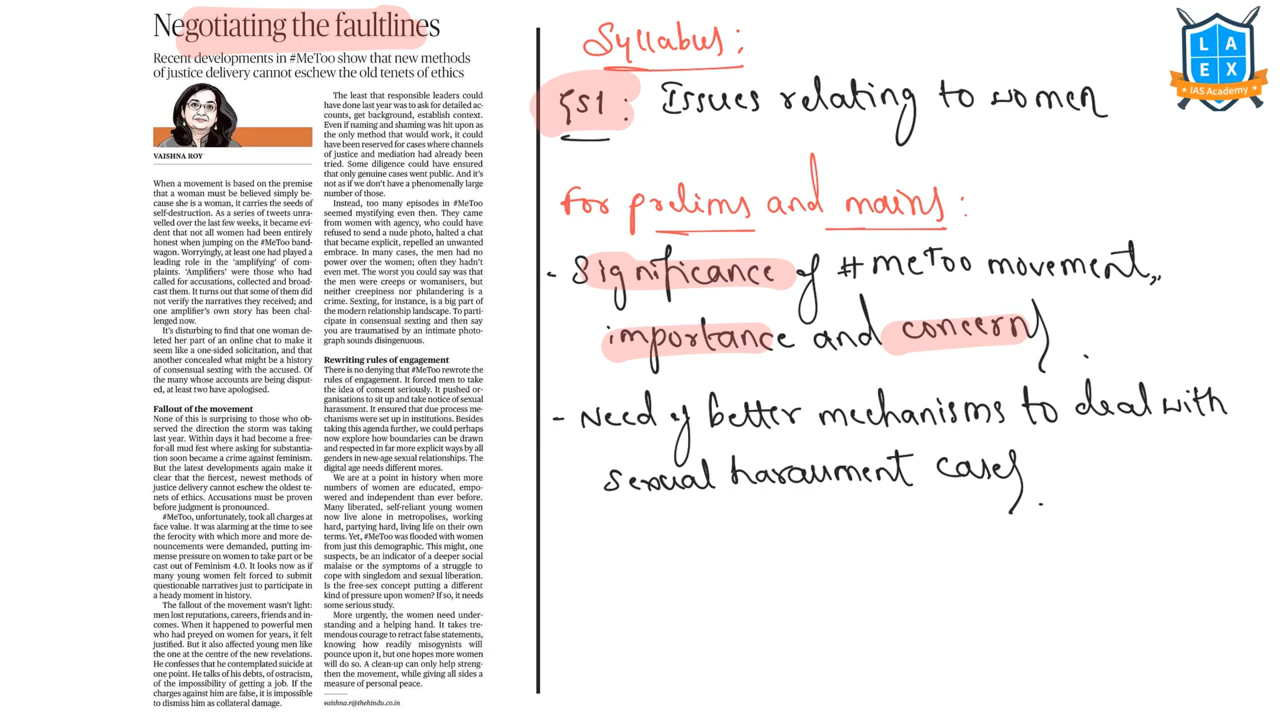 Negotiating the faultlines
Recent developments in #MeToo show that new methods
of justice delivery cannot eschew the old tenets of ethics
VAISHNA ROY
When a movement is based on the premise
that a woman must be believed simply be-
cause she is a woman, it carries the seeds of
self-destruction. As a series of tweets unra-
velled over the last few weeks, it became evi-
dent that not all women had been entirely
honest when jumping on the #MeToo band-
wagon. Worryingly, at least one had played a
leading role in the ‘amplifying’ of com-
plaints. ‘Amplifiers’ were those who had
called for accusations, collected and broad-
cast them. It turns out that some of them did
not verify the narratives they received; and
one amplifier’s own story has been chal-
lenged now.
It’s disturbing to find that one woman de-
leted her part of an online chat to make it
seem like a one-sided solicitation, and that
another concealed what might be a history
of consensual sexting with the accused. Of
the many whose accounts are being disput-
ed, at least two have apologised.
Fallout of the movement
None of this is surprising to those who ob-
served the direction the storm was taking
last year. Within days it had become a free-
for-all mud fest where asking for substantia-
tion soon became a crime against feminism.
But the latest developments again make it
clear that the fiercest, newest methods of
justice delivery cannot eschew the oldest te-
nets of ethics. Accusations must be proven
before judgment is pronounced.
#MeToo, unfortunately, took all charges at
face value. It was alarming at the time to see
the ferocity with which more and more de-
nouncements were demanded, putting im-
mense pressure on women to take part or be
cast out of Feminism 4.0. It looks now as if
many young women felt forced to submit
questionable narratives just to participate in
a heady moment in history.
The fallout of the movement wasn’t light:
men lost reputations, careers, friends and in-
comes. When it happened to powerful men
who had preyed on women for years, it felt
justified. But it also affected young men like
the one at the centre of the new revelations.
He confesses that he contemplated suicide at
one point. He talks of his debts, of ostracism,
of the impossibility of getting a job. If the
charges against him are false, it is impossible
to dismiss him as collateral damage.
The least that responsible leaders could
have done last year was to ask for detailed ac-
counts, get background, establish context.
Even if naming and shaming was hit upon as
the only method that would work, it could
have been reserved for cases where channels
of justice and mediation had already been
tried. Some diligence could have ensured
that only genuine cases went public. And it’s
not as if we don’t have a phenomenally large
number of those.
Instead, too many episodes in #MeToo
seemed mystifying even then. They came
from women with agency, who could have
refused to send a nude photo, halted a chat
that became explicit, repelled an unwanted
embrace. In many cases, the men had no
power over the women; often they hadn’t
even met. The worst you could say was that
the men were creeps or womanisers, but
neither creepiness nor philandering is a
crime. Sexting, for instance, is a big part of
the modern relationship landscape. To parti-
cipate in consensual sexting and then say
you are traumatised by an intimate photo-
graph sounds disingenuous.
Rewriting rules of engagement
There is no denying that #MeToo rewrote the
rules of engagement. It forced men to take
the idea of consent seriously. It pushed or-
ganisations to sit up and take notice of sexual
harassment. It ensured that due process me-
chanisms were set up in institutions. Besides
taking this agenda further, we could perhaps
now explore how boundaries can be drawn
and respected in far more explicit ways by all
genders in new-age sexual relationships. The
digital age needs different mores.
We are at a point in history when more
numbers of women are educated, empo-
wered and independent than ever before.
Many liberated, self-reliant young women
now live alone in metropolises, working
hard, partying hard, living life on their own
terms. Yet, #MeToo was flooded with women
from just this demographic. This might, one
suspects, be an indicator of a deeper social
malaise or the symptoms of a struggle to
cope with singledom and sexual liberation.
Is the free-sex concept putting a different
kind of pressure upon women? If so, it needs
some serious study.
More urgently, the women need under-
standing and a helping hand. It takes tre-
mendous courage to retract false statements,
knowing how readily misogynists will
pounce upon it, but one hopes more women
will do so. A clean-up can only help streng-
then the movement, while giving all sides a
measure of personal peace.
vaishna.r@thehindu.co.in
Syllabus:
GS1: Issues relating to women
For prelims and mains:
- Significance of #MeToo movement,,
importance and concern
- Need of better mechanisms to deal with
sexual harassment cases.
L A
E X
IAS Academy